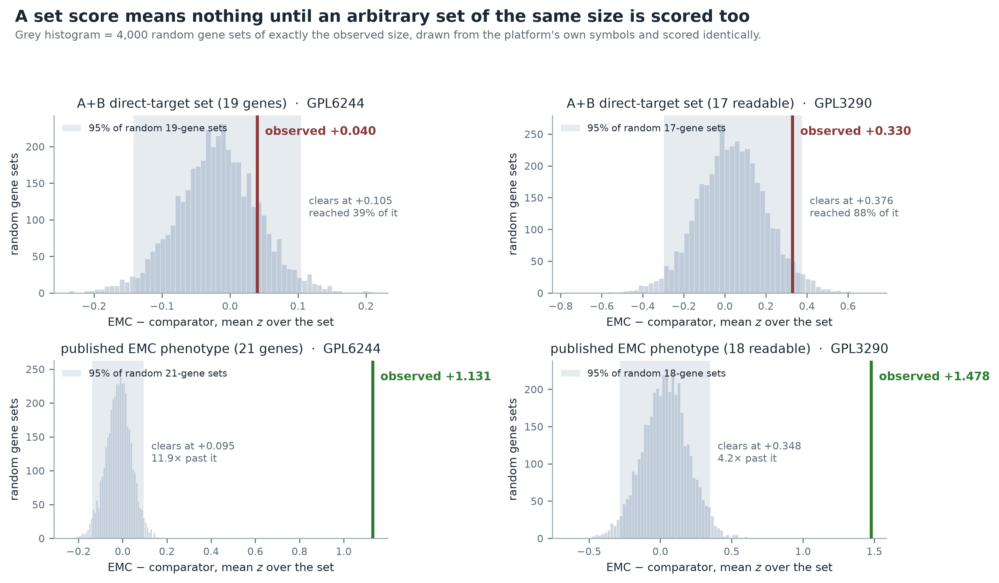 A set score means nothing until an arbitrary set of the same size is scored too
Grey histogram = 4,000 random gene sets of exactly the observed size, drawn from the platform's own symbols and scored identically.
A+B direct-target set (19 genes) · GPL6244
95% of random 19-gene sets
observed +0.040
clears at +0.105
reached 39% of it
random gene sets
0
50
100
150
200
−0.2
−0.1
0.0
0.1
0.2
EMC − comparator, mean z over the set
A+B direct-target set (17 readable) · GPL3290
95% of random 17-gene sets
observed +0.330
clears at +0.376
reached 88% of it
random gene sets
0
50
100
150
200
250
−0.8
−0.6
−0.4
−0.2
0.0
0.2
0.4
0.6
EMC − comparator, mean z over the set
published EMC phenotype (21 genes) · GPL6244
95% of random 21-gene sets
observed +1.131
clears at +0.095
11.9× past it
random gene sets
0
50
100
150
200
250
−0.2
0.0
0.2
0.4
0.6
0.8
1.0
EMC − comparator, mean z over the set
published EMC phenotype (18 readable) · GPL3290
95% of random 18-gene sets
observed +1.478
clears at +0.348
4.2× past it
random gene sets
0
50
100
150
200
−0.5
0.0
0.5
1.0
1.5
EMC − comparator, mean z over the set